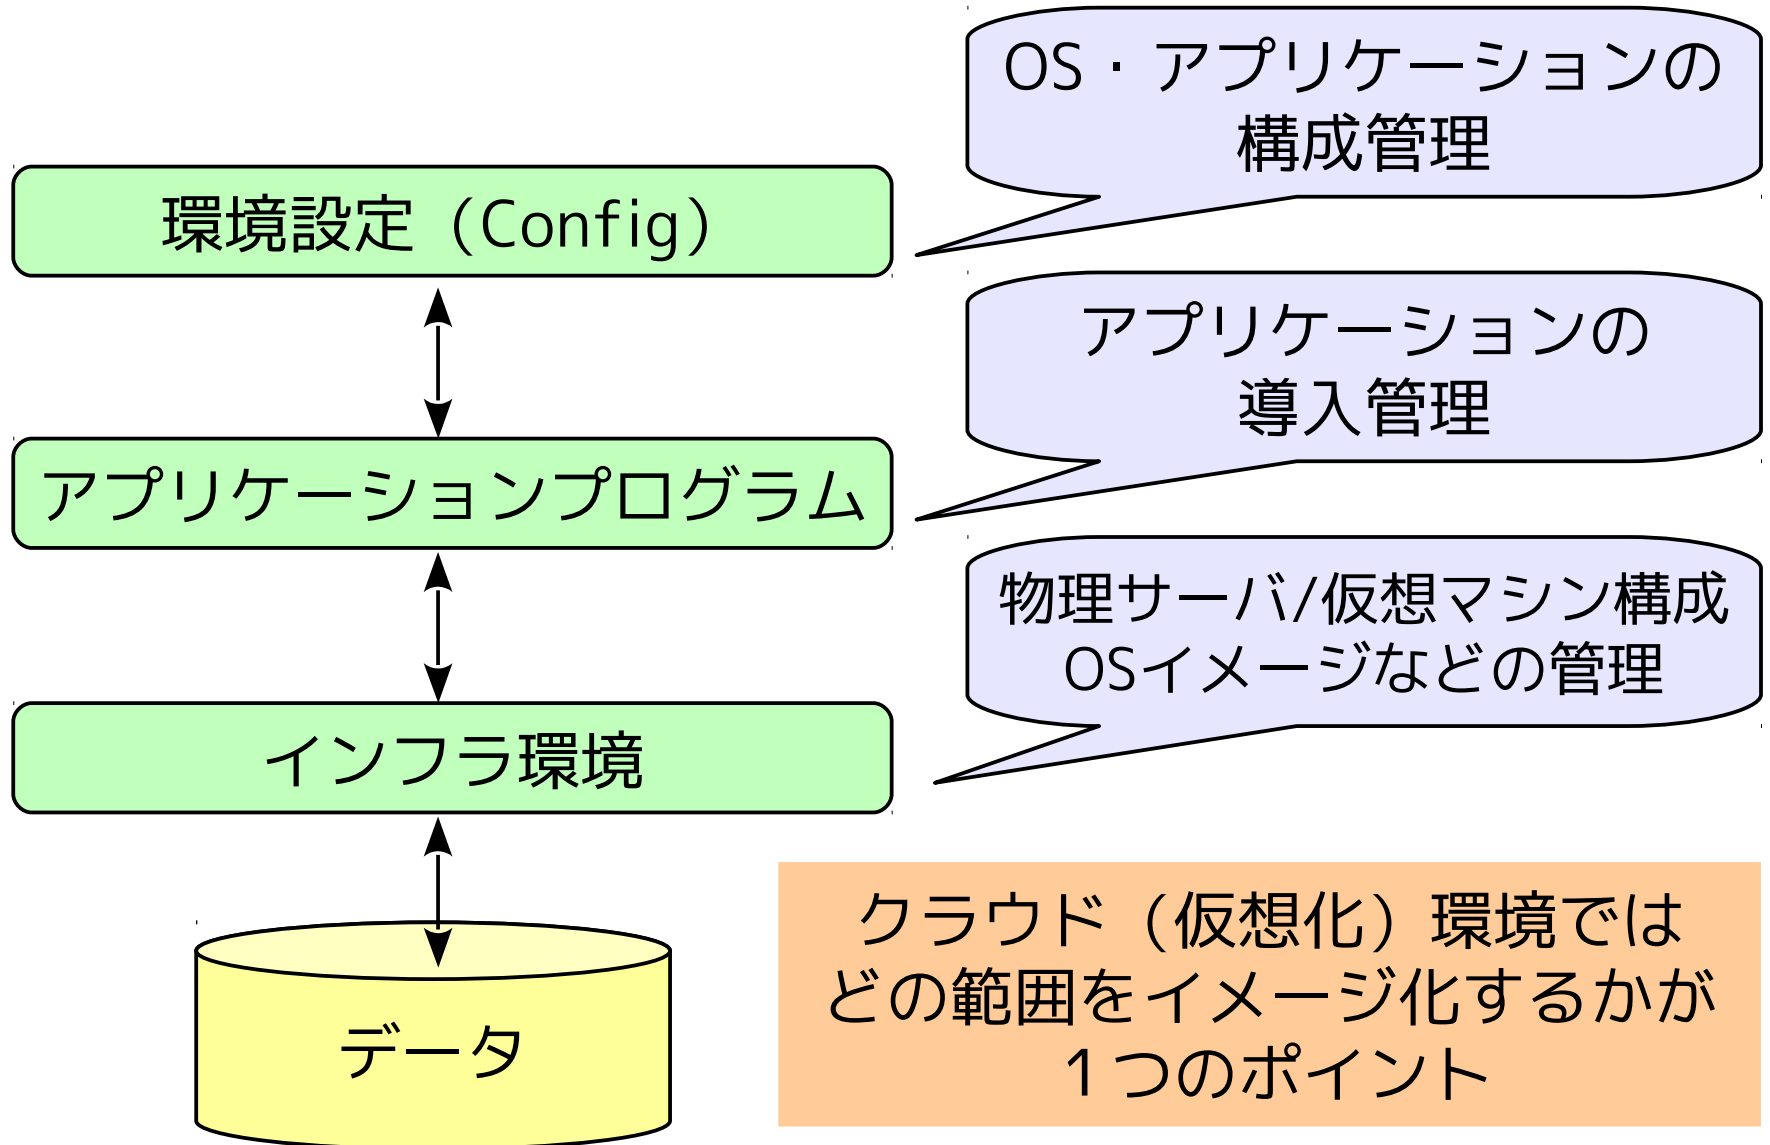 OS・アプリケーションの
構成管理
環境設定（Config）
アプリケーションの
導入管理
アプリケーションプログラム
物理サーバ/仮想マシン構成
OSイメージなどの管理
インフラ環境
データ
クラウド（仮想化）環境では
どの範囲をイメージ化するかが
１つのポイント